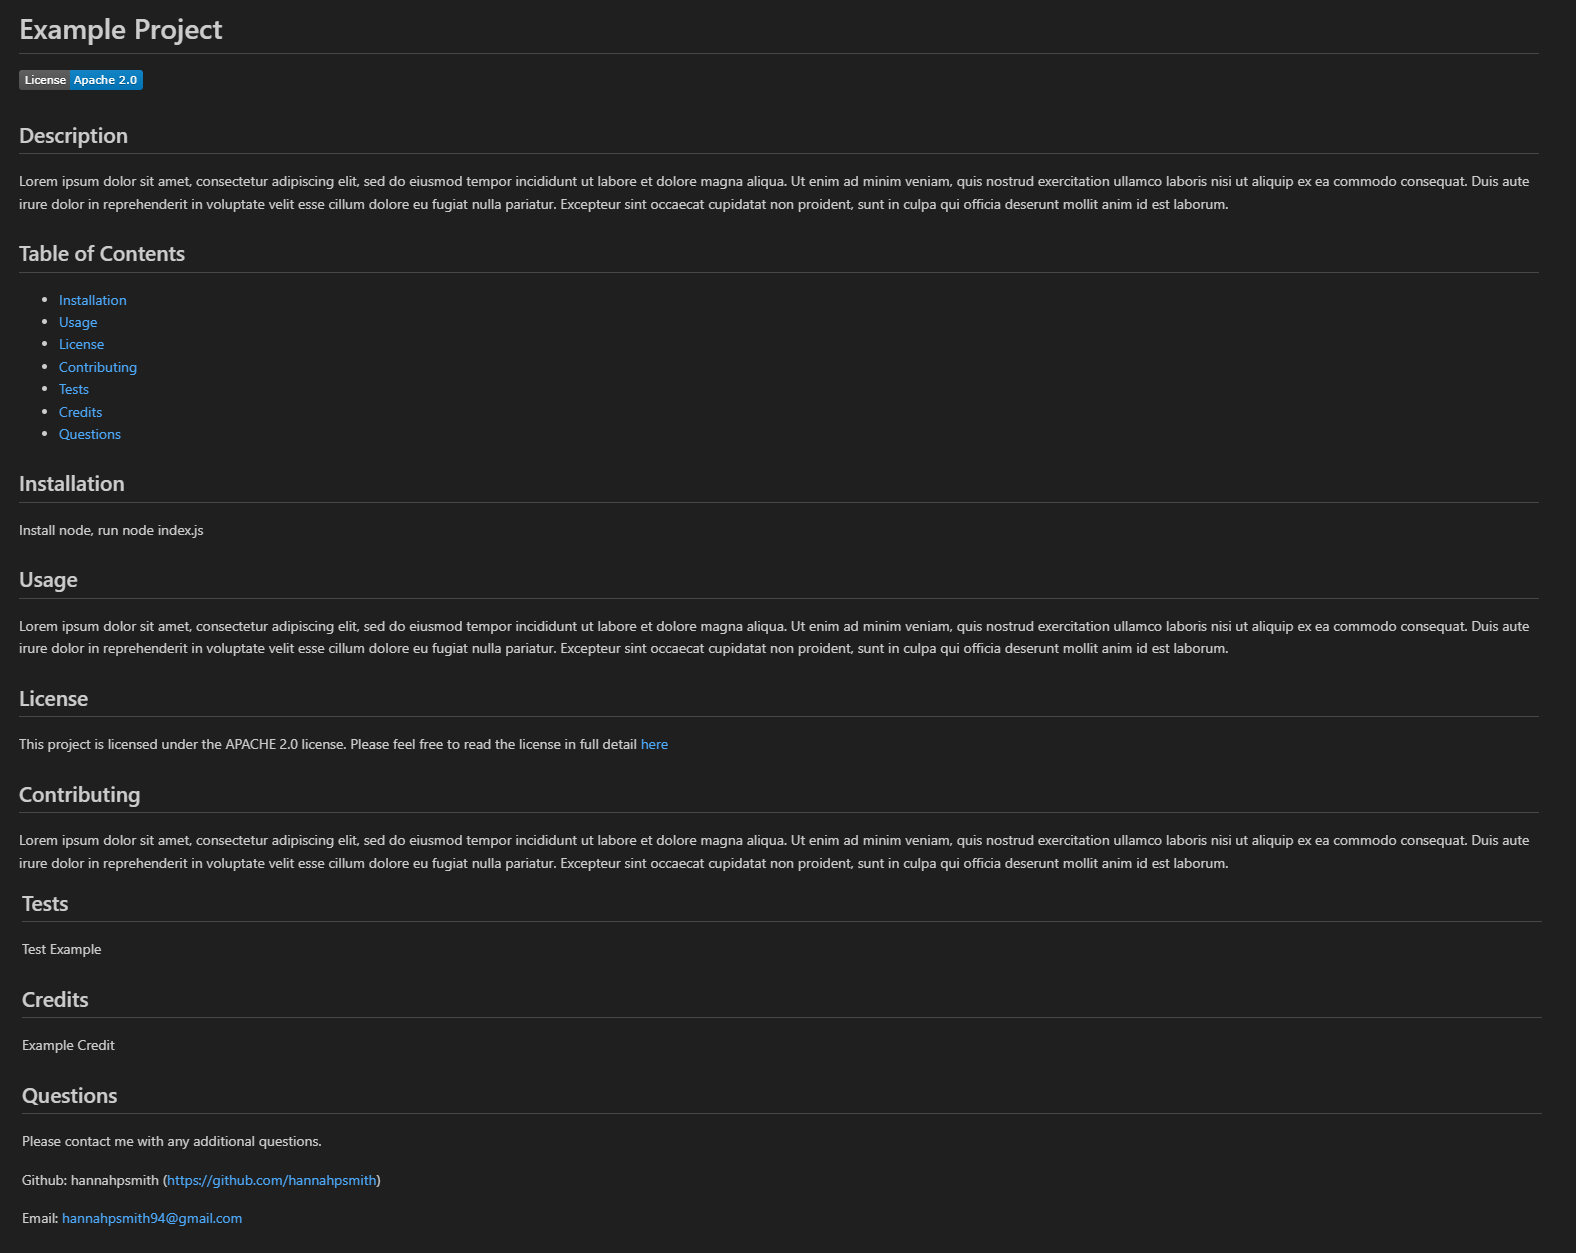 Example Project
License Apache 2.0
Description
Lorem ipsum dolor sit amet, consectetur adipiscing elit, sed do eiusmod tempor incididunt ut labore et dolore magna aliqua. Ut enim ad minim veniam, quis nostrud exercitation ullamco laboris nisi ut aliquip ex ea commodo consequat. Duis aute
irure dolor in reprehenderit in voluptate velit esse cillum dolore eu fugiat nulla pariatur. Excepteur sint occaecat cupidatat non proident, sunt in culpa qui officia deserunt mollit anim id est laborum.
Table of Contents
• Installation
• Usage
• License
• Contributing
• Tests
• Credits
• Questions
Installation
Install node, run node index.js
Usage
Lorem ipsum dolor sit amet, consectetur adipiscing elit, sed do eiusmod tempor incididunt ut labore et dolore magna aliqua. Ut enim ad minim veniam, quis nostrud exercitation ullamco laboris nisi ut aliquip ex ea commodo consequat. Duis aute
irure dolor in reprehenderit in voluptate velit esse cillum dolore eu fugiat nulla pariatur. Excepteur sint occaecat cupidatat non proident, sunt in culpa qui officia deserunt mollit anim id est laborum.
License
This project is licensed under the APACHE 2.0 license. Please feel free to read the license in full detail here
Contributing
Lorem ipsum dolor sit amet, consectetur adipiscing elit, sed do eiusmod tempor incididunt ut labore et dolore magna aliqua. Ut enim ad minim veniam, quis nostrud exercitation ullamco laboris nisi ut aliquip ex ea commodo consequat. Duis aute
irure dolor in reprehenderit in voluptate velit esse cillum dolore eu fugiat nulla pariatur. Excepteur sint occaecat cupidatat non proident, sunt in culpa qui officia deserunt mollit anim id est laborum.
Tests
Test Example
Credits
Example Credit
Questions
Please contact me with any additional questions.
Github: hannahpsmith (https://github.com/hannahpsmith)
Email: hannahpsmith94@gmail.com